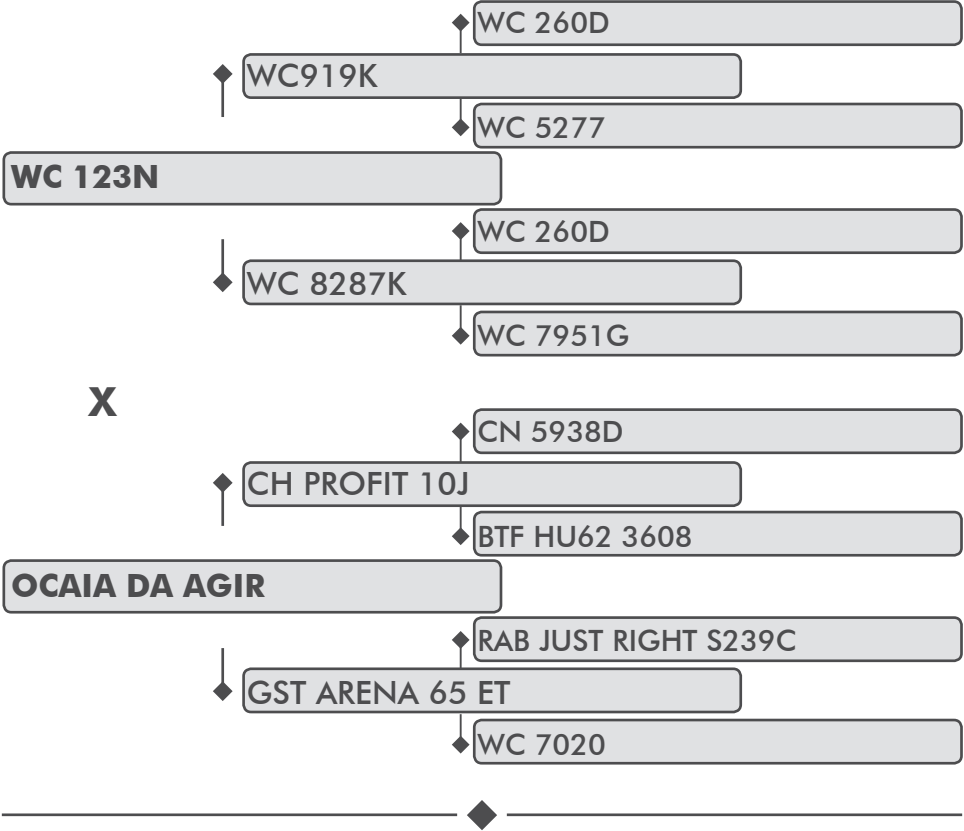 WC 260D
WC919K
WC 5277
WC 123N
WC 260D
WC 8287K
WC 7951G
X
CN 5938D
CH PROFIT 10J
BTF HU62 3608
OCAIA DA AGIR
RAB JUST RIGHT S239C
GST ARENA 65 ET
WC 7020